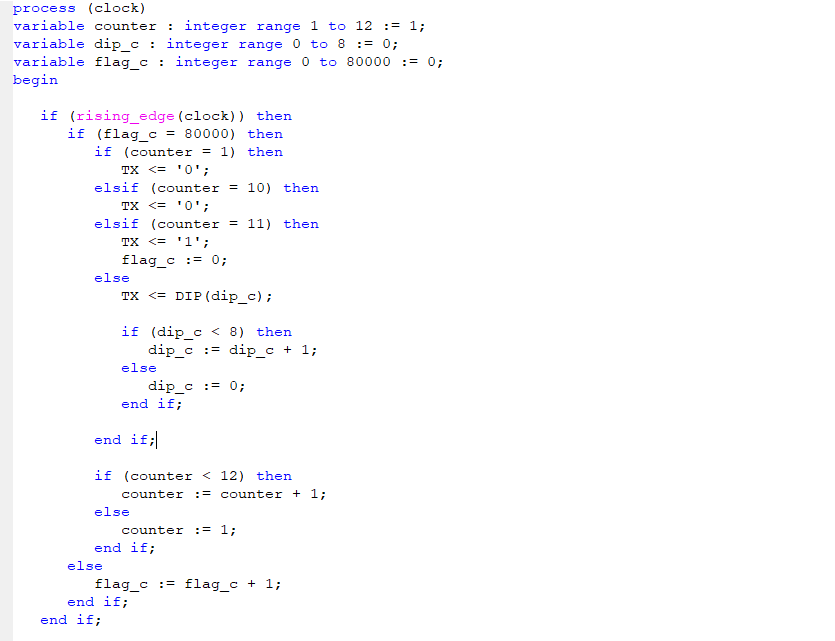 process (clock)
variable counter : integer range 1 to 12 := 1;
variable dip_c : integer range 0 to 8 := 0;
variable flag_c : integer range 0 to 80000 := 0;
begin
if (rising_edge(clock)) then
if (flag_c = 80000) then
if (counter = 1) then
TX <= '0';
elsif (counter = 10) then
TX <= '0';
elsif (counter = 11) then
TX <= '1';
flag_c := 0;
else
TX <= DIP(dip_c);
if (dip_c < 8) then
dip_c := dip_c + 1;
else
dip_c := 0;
end if;
end if;
if (counter < 12) then
counter := counter + 1;
else
counter := 1;
end if;
else
flag_c := flag_c + 1;
end if;
end if;